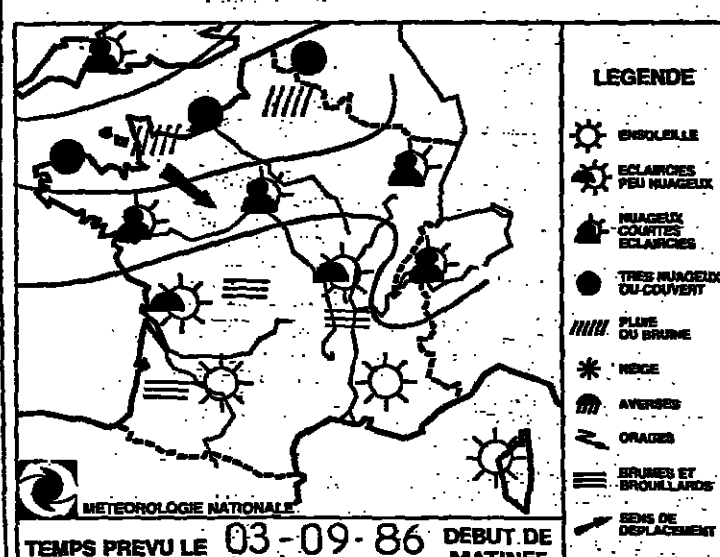 LEGENDE
ENSOLEILLE
ECLAIRCIES
PEU NUAGEUX
NUAGEUX
COURTES
ECLAIRCIES
TRES NUAGEUX
OU COUVERT
PLUIE
OU BRUINE
NEIGE
AVERSES
ORAGES
BRUMES ET
BROUILLARDS
SENS DE
DEPLACEMENT
METEOROLOGIE NATIONALE
TEMPS PREVU LE 03-09-86 DEBUT DE
MATINEE